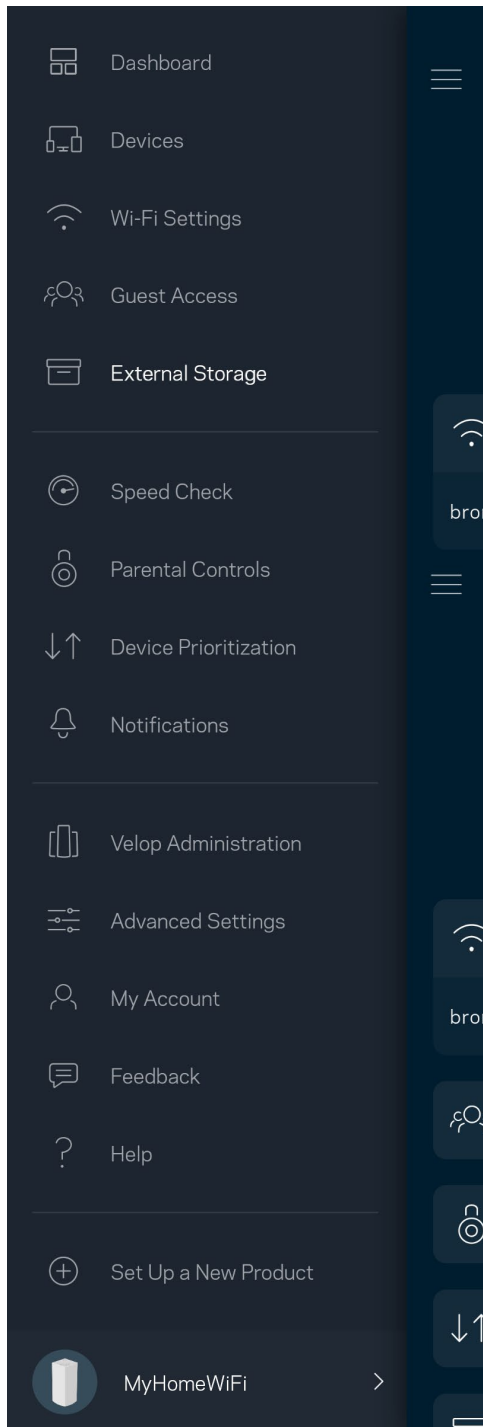 Dashboard
Devices
Wi-Fi Settings
Guest Access
External Storage
Speed Check
Parental Controls
Device Prioritization
Notifications
Velop Administration
Advanced Settings
My Account
Feedback
Help
Set Up a New Product
MyHomeWiFi